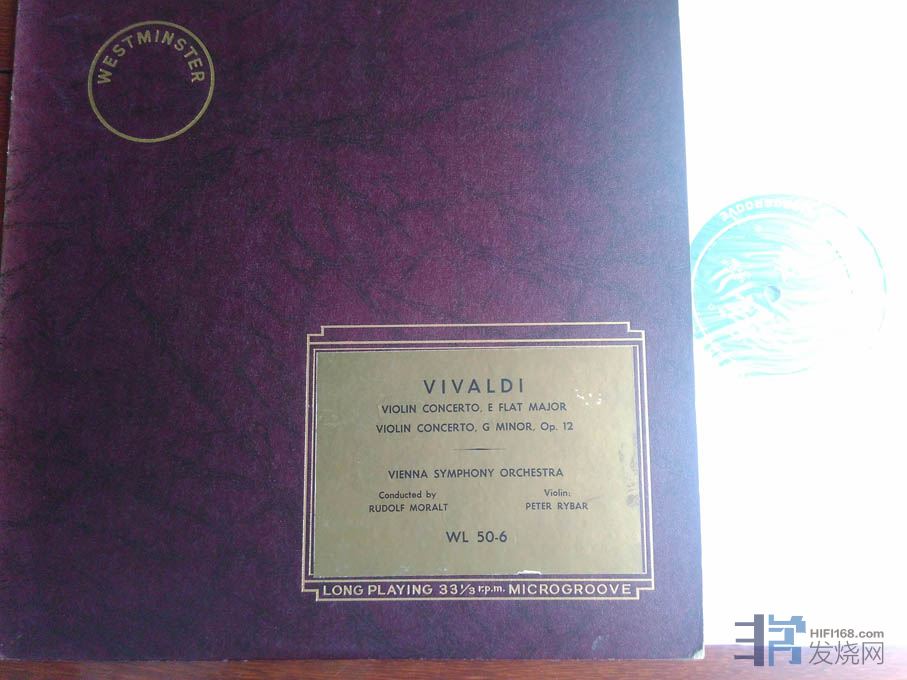 WESTMINSTER
MICROGROOVE
VIVALDI
VIOLIN CONCERTO, E FLAT MAJOR
VIOLIN CONCERTO, G MINOR, Op. 12
VIENNA SYMPHONY ORCHESTRA
Conducted by
RUDOLF MORALT
Violin:
PETER RYBAR
WL 50-6
LONG PLAYING 33⅓ r.p.m. MICROGROOVE
HIFI168.com
发烧网